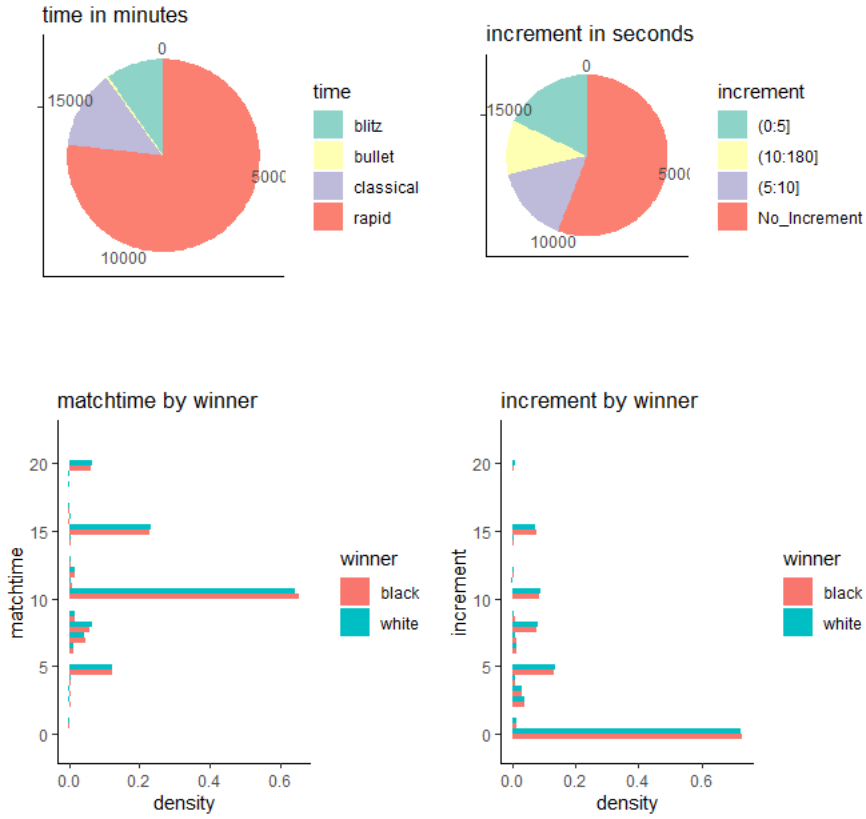 time in minutes
0
15000
5000
10000
time
blitz
bullet
classical
rapid
increment in seconds
0
15000
5000
10000
increment
(0:5]
(10:180]
(5:10]
No_Increment
matchtime by winner
matchtime
20
15
10
5
0
0.0 0.2 0.4 0.6
density
winner
black
white
increment by winner
increment
20
15
10
5
0
0.0 0.2 0.4 0.6
density
winner
black
white